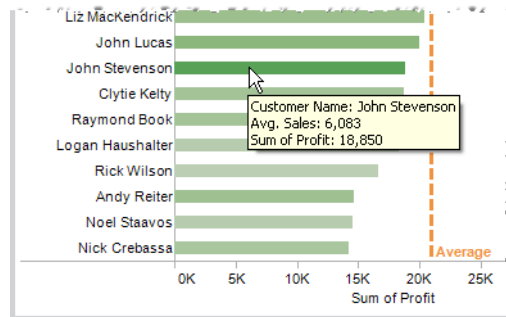 Liz MacKendrick
John Lucas
John Stevenson
Clytie Kelty
Raymond Book
Logan Haushalter
Rick Wilson
Andy Reiter
Noel Staavos
Nick Crebassa
Customer Name: John Stevenson
Avg. Sales: 6,083
Sum of Profit: 18,850
Average
0K 5K 10K 15K 20K 25K
Sum of Profit